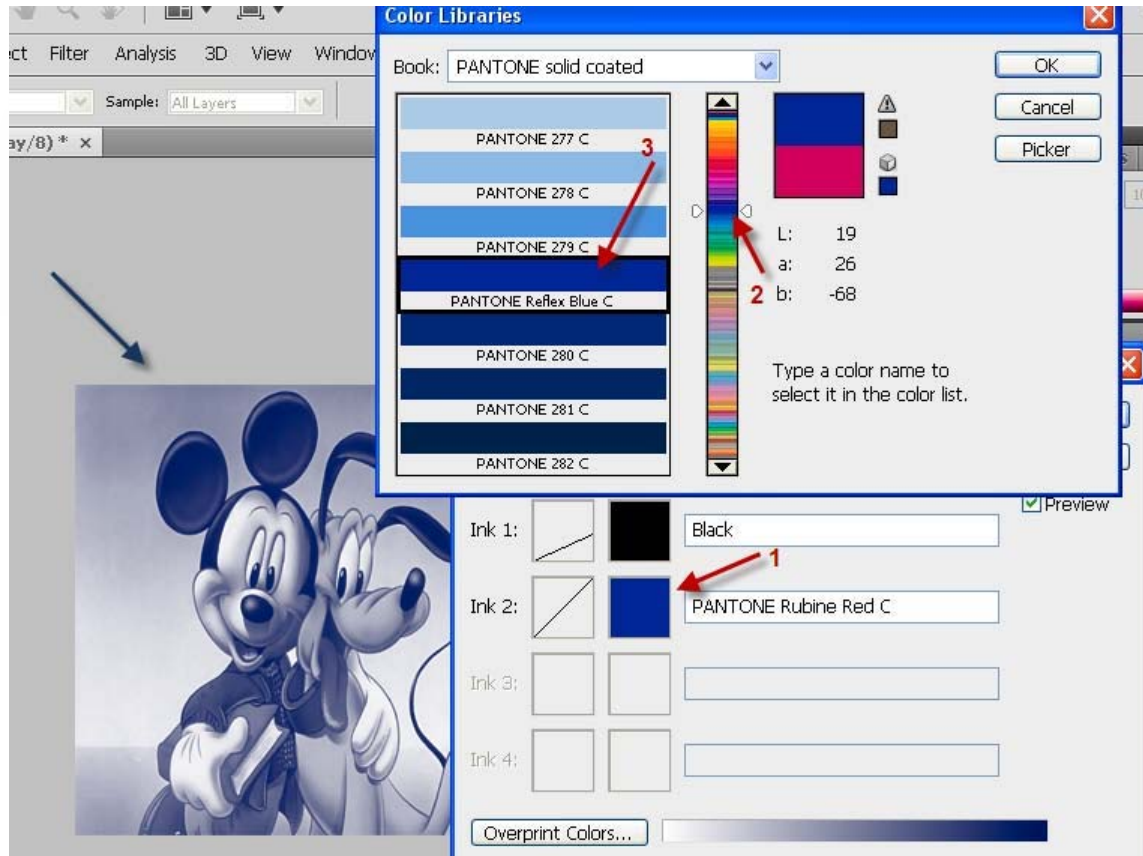 Color Libraries
ect Filter Analysis 3D View Window
Book: PANTONE solid coated
OK
Sample: All Layers
Cancel
ay/8) * ×
PANTONE 277 C
3
Picker
PANTONE 278 C
PANTONE 279 C
L: 19
a: 26
2 b: -68
PANTONE Reflex Blue C
PANTONE 280 C
Type a color name to
select it in the color list.
PANTONE 281 C
PANTONE 282 C
Preview
Ink 1: Black
1
Ink 2: PANTONE Rubine Red C
Ink 3:
Ink 4:
Overprint Colors...